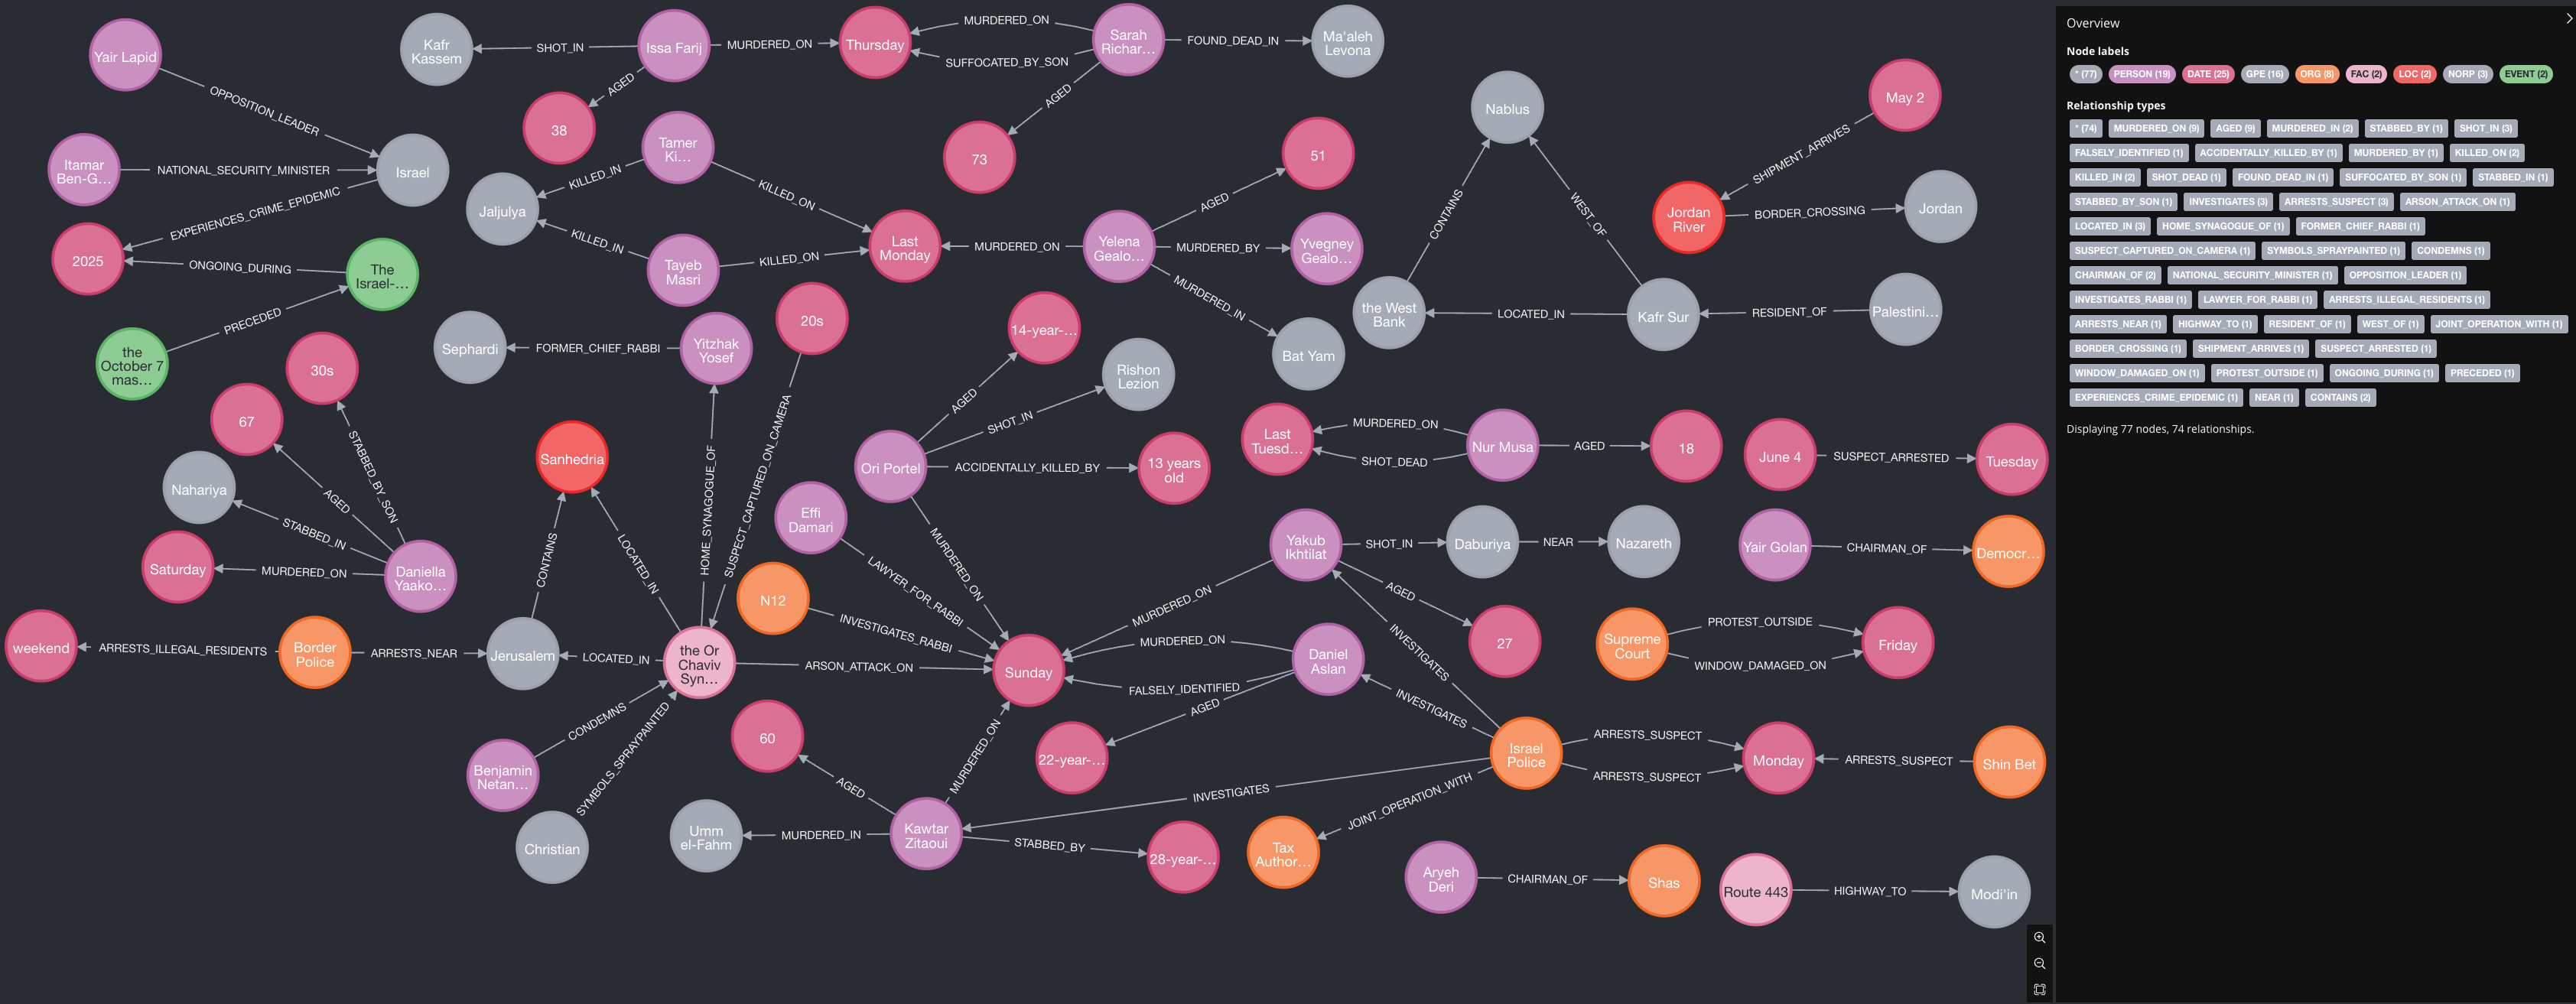 Yair Lapid
OPPOSITION_LEADER
Itamar
Ben-G...
NATIONAL_SECURITY_MINISTER
Israel
EXPERIENCES_CRIME_EPIDEMIC
2025
ONGOING_DURING
The
Israel-...
PRECEDED
the
October 7
mas...
Kafr
Kassem
SHOT_IN
Issa Farij
MURDERED_ON
Thursday
AGED
38
MURDERED_ON
SUFFOCATED_BY_SON
Sarah
Richar...
FOUND_DEAD_IN
Ma'aleh
Levona
AGED
73
Tamer
Ki...
KILLED_IN
KILLED_ON
Jaljulya
KILLED_IN
Tayeb
Masri
KILLED_ON
Last
Monday
MURDERED_ON
Yelena
Gealo...
AGED
51
MURDERED_BY
Yvegney
Gealo...
MURDERED_IN
Bat Yam
Nablus
CONTAINS
WEST_OF
the West
Bank
LOCATED_IN
Kafr Sur
RESIDENT_OF
Palestini...
May 2
SHIPMENT_ARRIVES
Jordan
River
BORDER_CROSSING
Jordan
Sephardi
FORMER_CHIEF_RABBI
Yitzhak
Yosef
20s
HOME_SYNAGOGUE_OF
SUSPECT_CAPTURED_ON_CAMERA
30s
67
STABBED_BY_SON
AGED
Nahariya
STABBED_IN
Saturday
MURDERED_ON
Daniella
Yaako...
Sanhedria
CONTAINS
LOCATED_IN
14-year-...
AGED
Rishon
Lezion
SHOT_IN
Ori Portel
ACCIDENTALLY_KILLED_BY
13 years
old
MURDERED_ON
Effi
Damari
LAWYER_FOR_RABBI
N12
INVESTIGATES_RABBI
Last
Tuesd...
MURDERED_ON
SHOT_DEAD
Nur Musa
AGED
18
June 4
SUSPECT_ARRESTED
Tuesday
Yakub
Ikhtilat
SHOT_IN
Daburiya
NEAR
Nazareth
Yair Golan
CHAIRMAN_OF
Democr...
MURDERED_ON
AGED
27
INVESTIGATES
Supreme
Court
PROTEST_OUTSIDE
WINDOW_DAMAGED_ON
Friday
weekend
ARRESTS_ILLEGAL_RESIDENTS
Border
Police
ARRESTS_NEAR
Jerusalem
LOCATED_IN
the Or
Chaviv
Syn...
ARSON_ATTACK_ON
Sunday
MURDERED_ON
FALSELY_IDENTIFIED
Daniel
Aslan
AGED
22-year-...
INVESTIGATES
CONDEMNS
Benjamin
Netan...
SYMBOLS_SPRAYPAINTED
Christian
60
AGED
MURDERED_ON
Umm
el-Fahm
MURDERED_IN
Kawtar
Zitaoui
STABBED_BY
28-year-...
INVESTIGATES
Israel
Police
ARRESTS_SUSPECT
ARRESTS_SUSPECT
Monday
ARRESTS_SUSPECT
Shin Bet
JOINT_OPERATION_WITH
Tax
Author...
Aryeh
Deri
CHAIRMAN_OF
Shas
Route 443
HIGHWAY_TO
Modi'in
Overview
Node labels
* (77) PERSON (19) DATE (25) GPE (16) ORG (8) FAC (2) LOC (2) NORP (3) EVENT (2)
Relationship types
* (74) MURDERED_ON (9) AGED (9) MURDERED_IN (2) STABBED_BY (1) SHOT_IN (3)
FALSELY_IDENTIFIED (1) ACCIDENTALLY_KILLED_BY (1) MURDERED_BY (1) KILLED_ON (2)
KILLED_IN (2) SHOT_DEAD (1) FOUND_DEAD_IN (1) SUFFOCATED_BY_SON (1) STABBED_IN (1)
STABBED_BY_SON (1) INVESTIGATES (3) ARRESTS_SUSPECT (3) ARSON_ATTACK_ON (1)
LOCATED_IN (3) HOME_SYNAGOGUE_OF (1) FORMER_CHIEF_RABBI (1)
SUSPECT_CAPTURED_ON_CAMERA (1) SYMBOLS_SPRAYPAINTED (1) CONDEMNS (1)
CHAIRMAN_OF (2) NATIONAL_SECURITY_MINISTER (1) OPPOSITION_LEADER (1)
INVESTIGATES_RABBI (1) LAWYER_FOR_RABBI (1) ARRESTS_ILLEGAL_RESIDENTS (1)
ARRESTS_NEAR (1) HIGHWAY_TO (1) RESIDENT_OF (1) WEST_OF (1) JOINT_OPERATION_WITH (1)
BORDER_CROSSING (1) SHIPMENT_ARRIVES (1) SUSPECT_ARRESTED (1)
WINDOW_DAMAGED_ON (1) PROTEST_OUTSIDE (1) ONGOING_DURING (1) PRECEDED (1)
EXPERIENCES_CRIME_EPIDEMIC (1) NEAR (1) CONTAINS (2)
Displaying 77 nodes, 74 relationships.